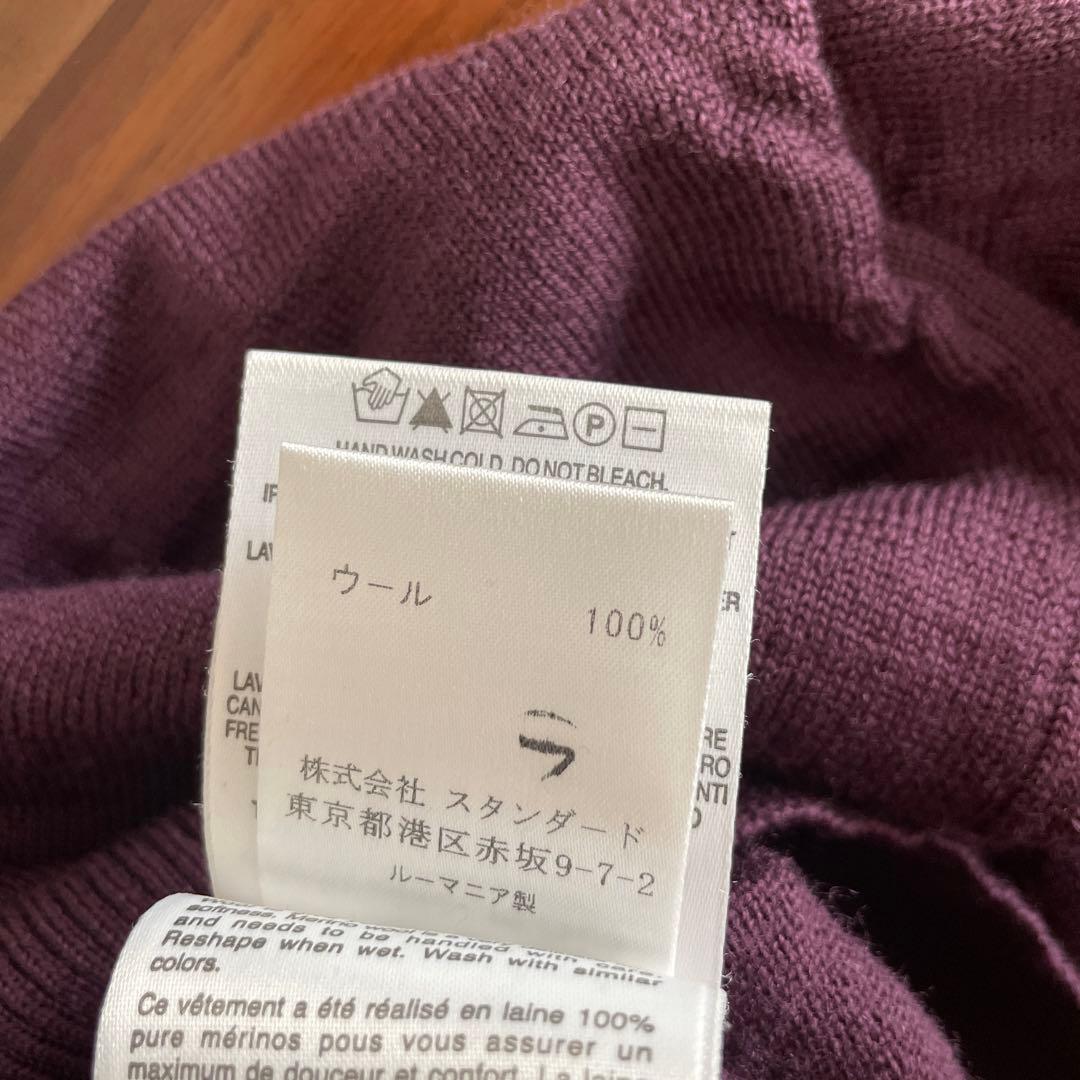 P
HAND WASH COLD. DO NOT BLEACH.
ウール
100%
株式会社 スタンダード
東京都港区赤坂9-7-2
ルーマニア製
and needs to be handled with care.
Reshape when wet. Wash with similar
colors.
Ce vêtement a été réalisé en laine 100%
pure mérinos pous vous assurer un
maximum de douceur et confort. La laine